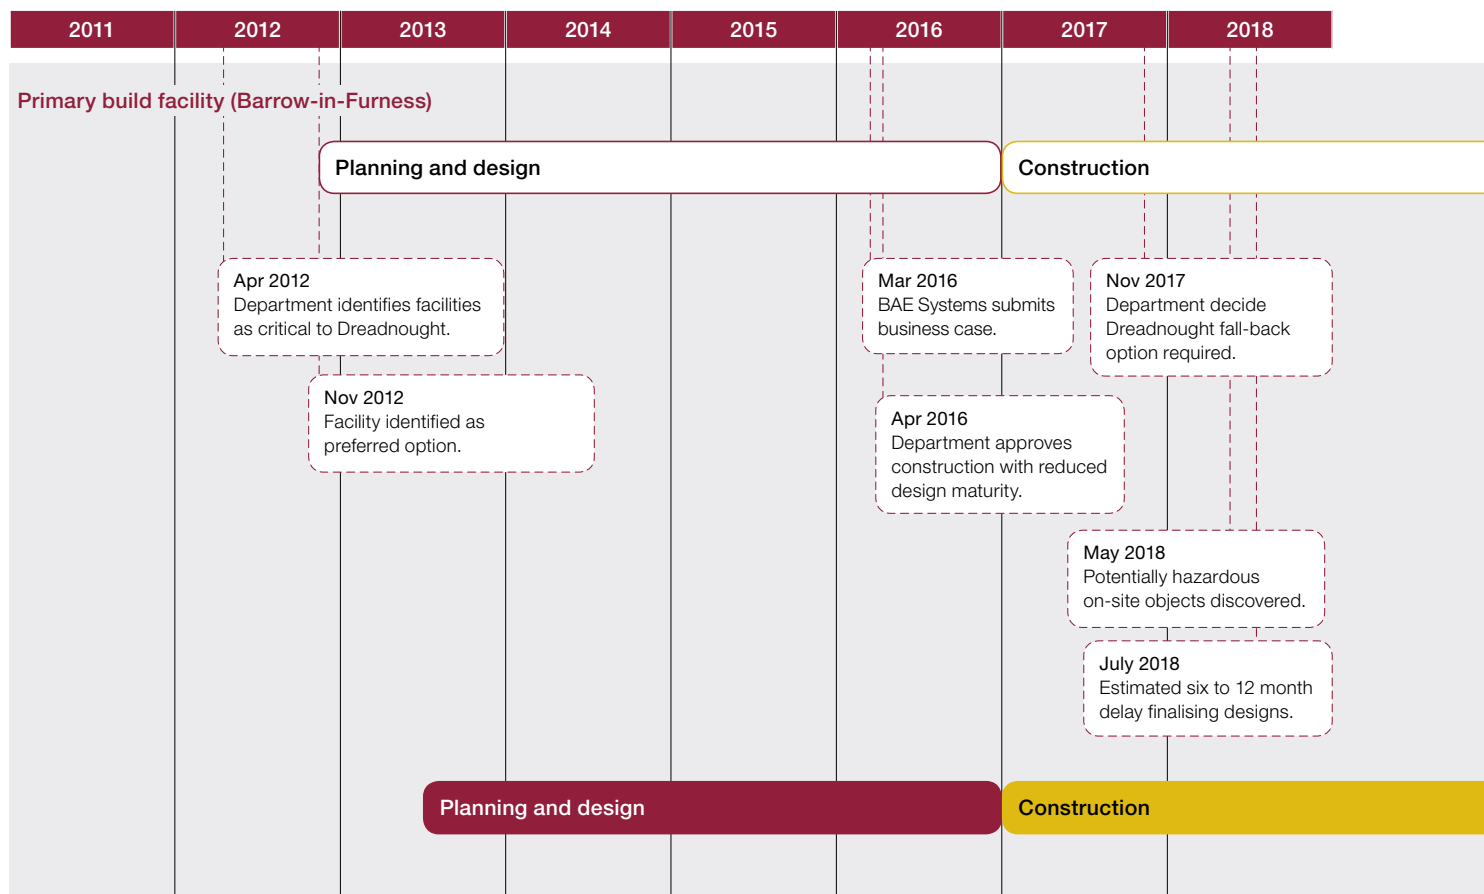 2011 2012 2013 2014 2015 2016 2017 2018
Primary build facility (Barrow-in-Furness)
Planning and design
Construction
Apr 2012
Department identifies facilities
as critical to Dreadnought.
Nov 2012
Facility identified as
preferred option.
Mar 2016
BAE Systems submits
business case.
Apr 2016
Department approves
construction with reduced
design maturity.
Nov 2017
Department decide
Dreadnought fall-back
option required.
May 2018
Potentially hazardous
on-site objects discovered.
July 2018
Estimated six to 12 month
delay finalising designs.
Planning and design
Construction